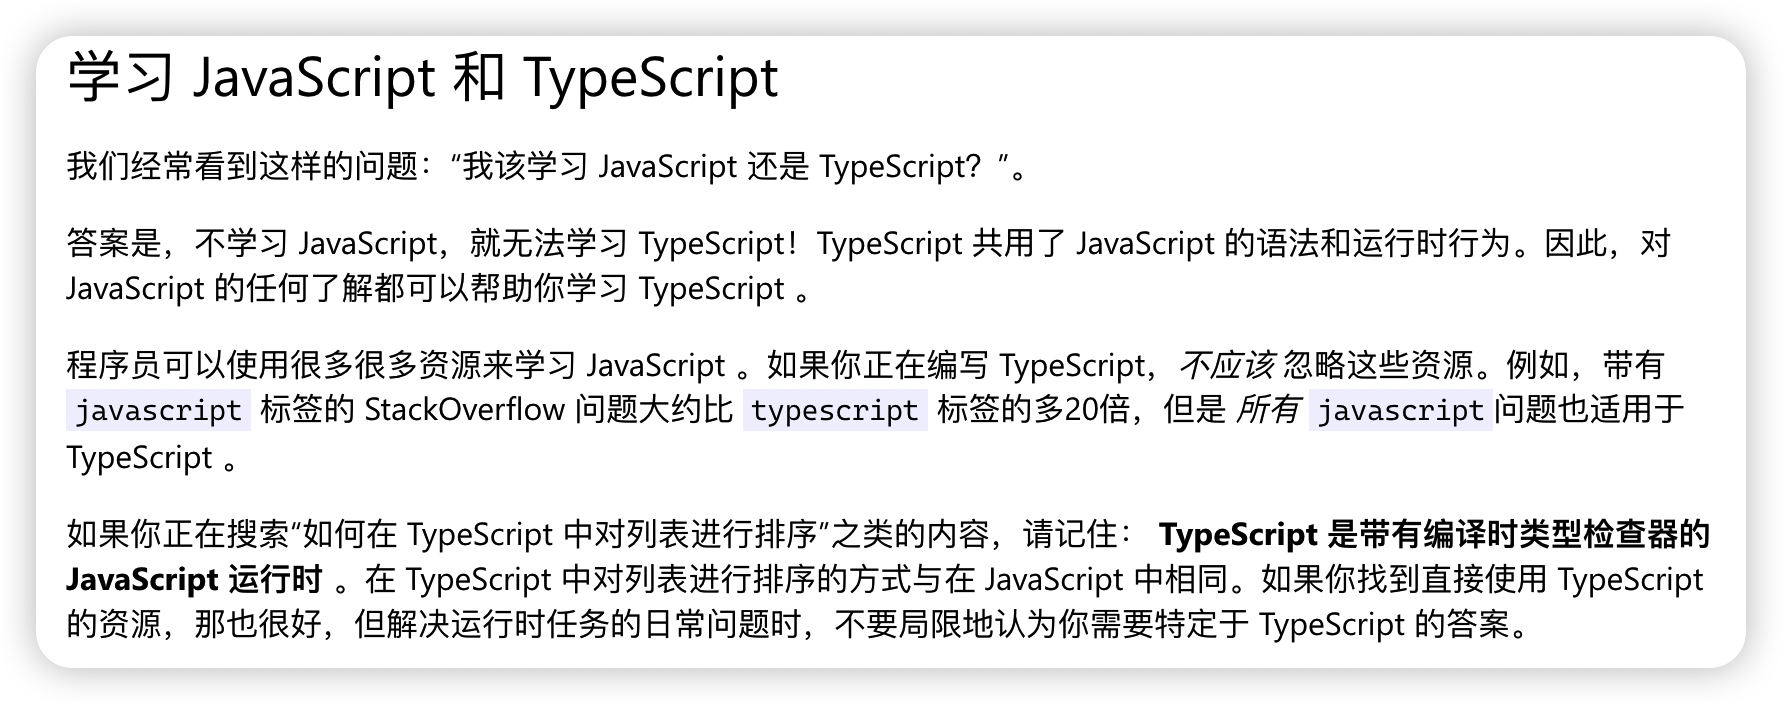 学习 JavaScript 和 TypeScript
我们经常看到这样的问题：“我该学习 JavaScript 还是 TypeScript？”。
答案是，不学习 JavaScript，就无法学习 TypeScript！TypeScript 共用了 JavaScript 的语法和运行时行为。因此，对
JavaScript 的任何了解都可以帮助你学习 TypeScript 。
程序员可以使用很多很多资源来学习 JavaScript 。如果你正在编写 TypeScript，不应该 忽略这些资源。例如，带有
javascript 标签的 StackOverflow 问题大约比 typescript 标签的多20倍，但是 所有 javascript问题也适用于
TypeScript 。
如果你正在搜索“如何在 TypeScript 中对列表进行排序”之类的内容，请记住： TypeScript 是带有编译时类型检查器的
JavaScript 运行时 。在 TypeScript 中对列表进行排序的方式与在 JavaScript 中相同。如果你找到直接使用 TypeScript
的资源，那也很好，但解决运行时任务的日常问题时，不要局限地认为你需要特定于 TypeScript 的答案。